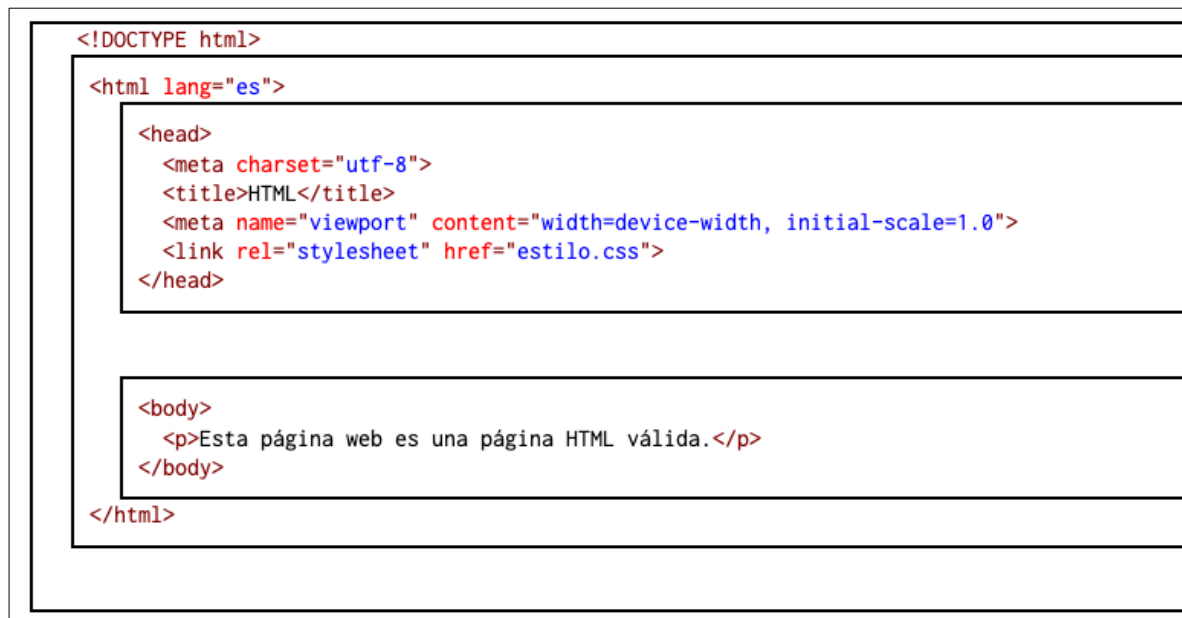 <!DOCTYPE html>
<html lang="es">
<head>
<meta charset="utf-8">
<title>HTML</title>
<meta name="viewport" content="width=device-width, initial-scale=1.0">
<link rel="stylesheet" href="estilo.css">
</head>
<body>
<p>Esta página web es una página HTML válida.</p>
</body>
</html>